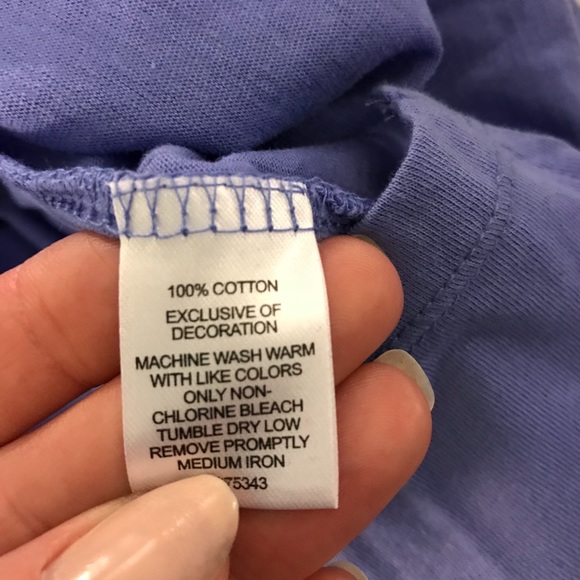 100% COTTON
EXCLUSIVE OF
DECORATION
MACHINE WASH WARM
WITH LIKE COLORS
ONLY NON-
CHLORINE BLEACH
TUMBLE DRY LOW
REMOVE PROMPTLY
MEDIUM IRON